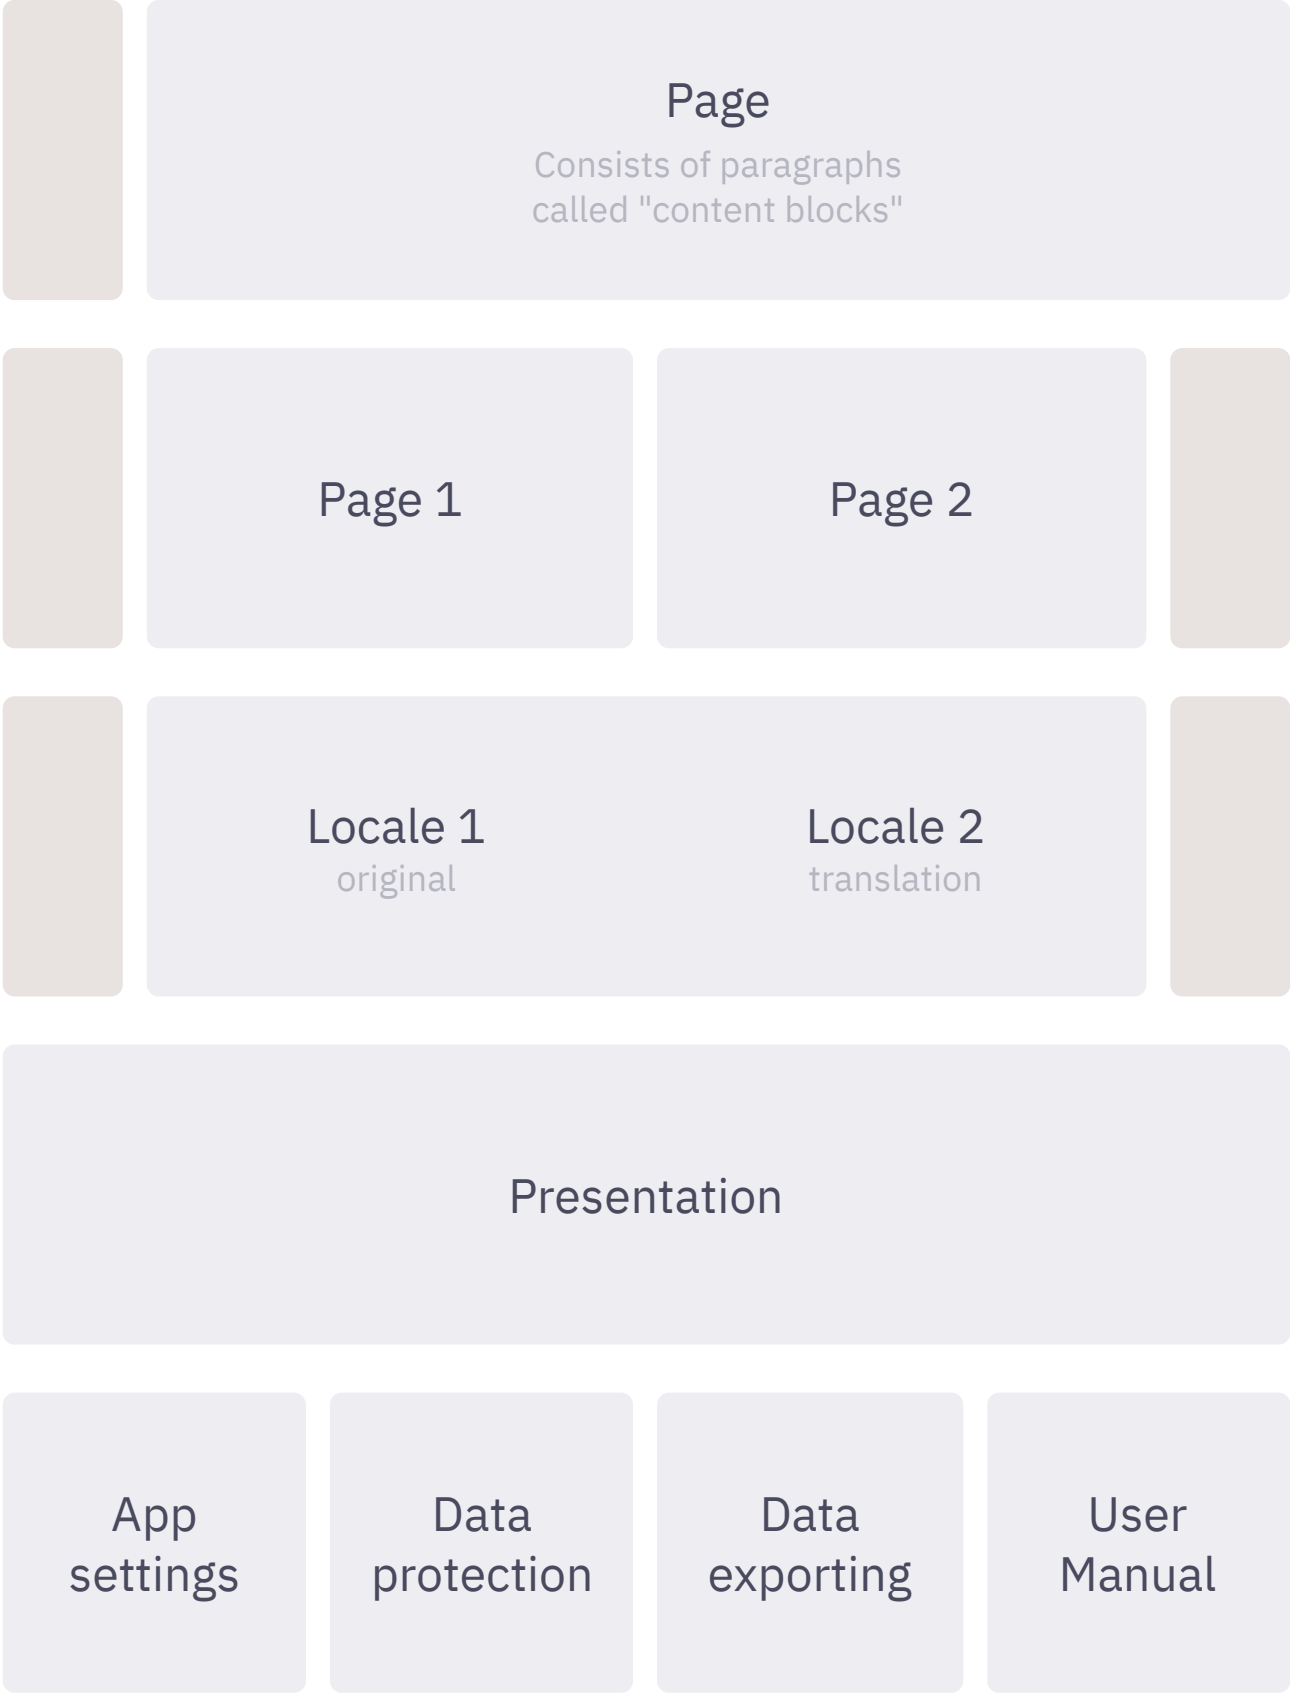 Page
Consists of paragraphs
called "content blocks"
Page 1
Page 2
Locale 1
original
Locale 2
translation
Presentation
App
settings
Data
protection
Data
exporting
User
Manual